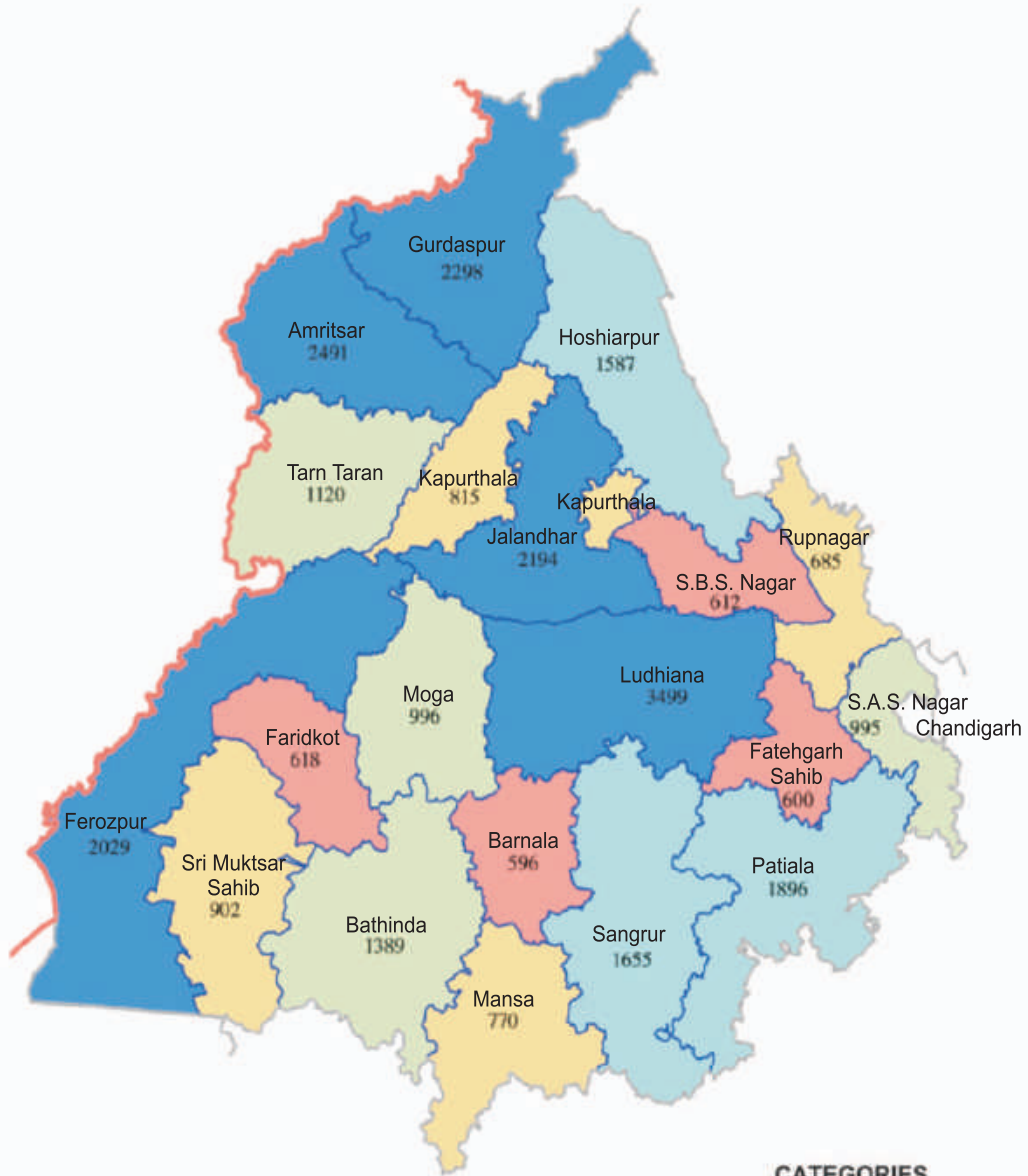 Gurdaspur
2298
Amritsar
2491
Hoshiarpur
1587
Tarn Taran
1120
Kapurthala
815
Kapurthala
Jalandhar
2194
Rupnagar
685
S.B.S. Nagar
612
Ludhiana
3499
Moga
996
S.A.S. Nagar
995
Chandigarh
Faridkot
618
Fatehgarh
Sahib
600
Ferozpur
2029
Sri Muktsar
Sahib
902
Barnala
596
Patiala
1896
Bathinda
1389
Sangrur
1655
Mansa
770
CATEGORIES